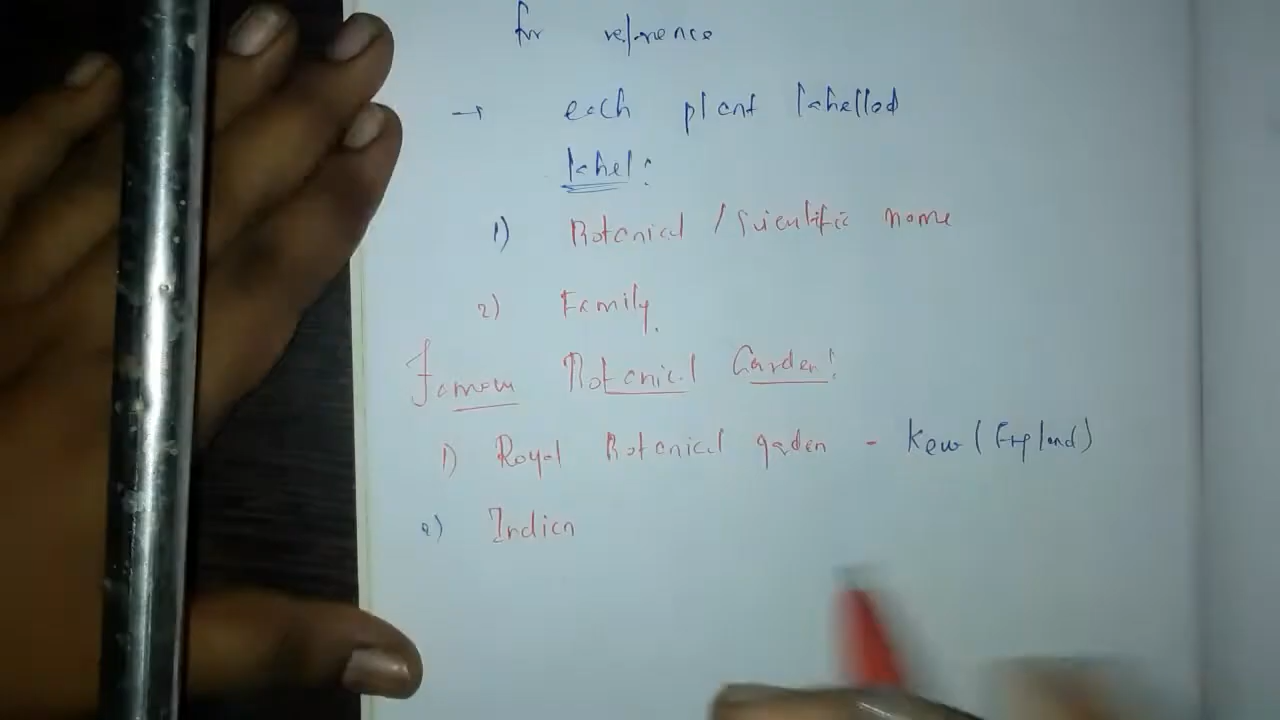 for reference
→ each plant labelled
label:
1) Botanical / Scientific name
2) Family.
Famous Botanical Garden:
1) Royal Botanical gaden - Kew (England)
2) Indian